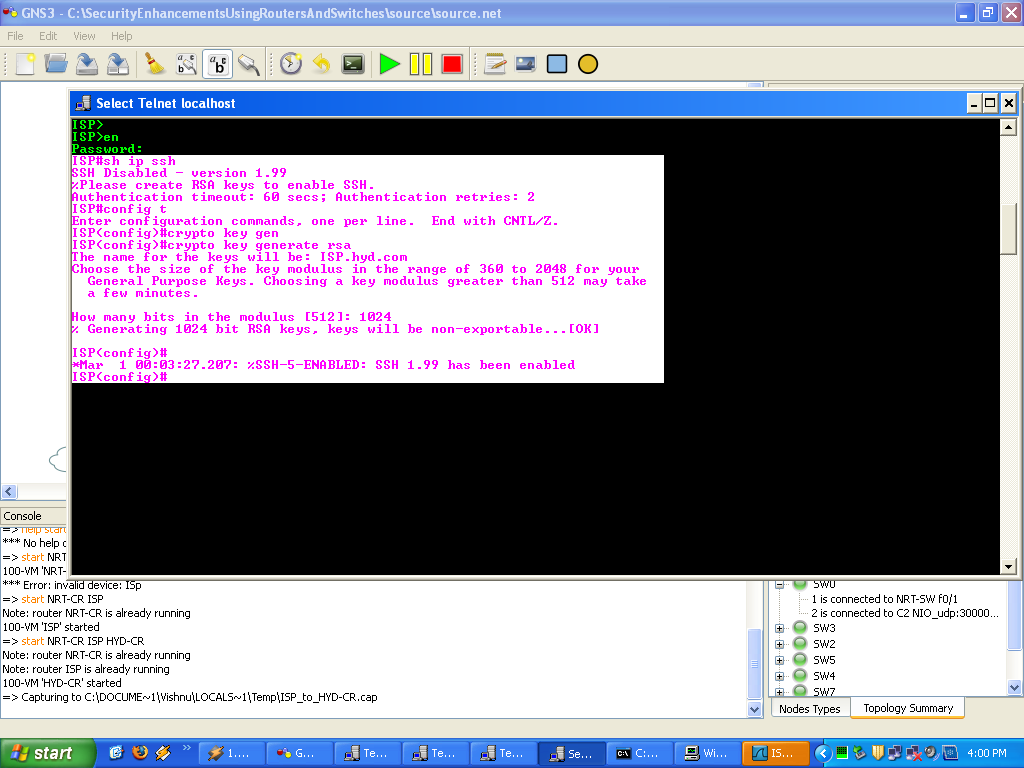 GNS3 - C:\SecurityEnhancementsUsingRoutersAndSwitches\source\source.net
File Edit View Help
Select Telnet localhost
ISP>
ISP>en
Password:
ISP#sh ip ssh
SSH Disabled - version 1.99
%Please create RSA keys to enable SSH.
Authentication timeout: 60 secs; Authentication retries: 2
ISP#config t
Enter configuration commands, one per line.  End with CNTL/Z.
ISP(config)#crypto key gen
ISP(config)#crypto key generate rsa
The name for the keys will be: ISP.hyd.com
Choose the size of the key modulus in the range of 360 to 2048 for your
  General Purpose Keys. Choosing a key modulus greater than 512 may take
  a few minutes.
How many bits in the modulus [512]: 1024
% Generating 1024 bit RSA keys, keys will be non-exportable...[OK]
ISP(config)#
*Mar  1 00:03:27.207: %SSH-5-ENABLED: SSH 1.99 has been enabled
ISP(config)#
Console
=> help start
*** No help
=> start NRT
100-VM 'NRT-
*** Error: invalid device: ISp
=> start NRT-CR ISP
Note: router NRT-CR is already running
100-VM 'ISP' started
=> start NRT-CR ISP HYD-CR
Note: router NRT-CR is already running
Note: router ISP is already running
100-VM 'HYD-CR' started
=> Capturing to C:\DOCUME~1\Vishnu\LOCALS~1\Temp\ISP_to_HYD-CR.cap
SW0
1 is connected to NRT-SW f0/1
2 is connected to C2 NIO_udp:30000...
SW3
SW2
SW5
SW4
SW7
Nodes Types Topology Summary
start 1.... G... Te... Te... Te... Se... C:... Wi... IS... 4:00 PM